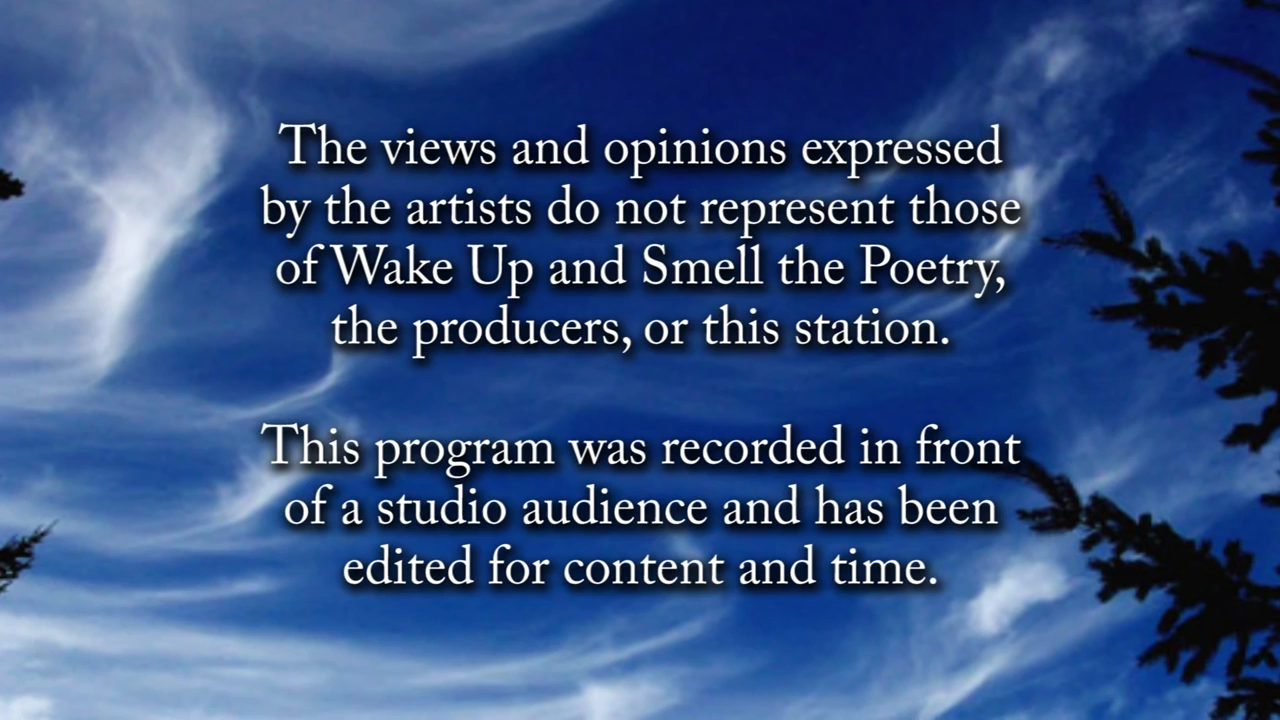 The views and opinions expressed
by the artists do not represent those
of Wake Up and Smell the Poetry,
the producers, or this station.
This program was recorded in front
of a studio audience and has been
edited for content and time.